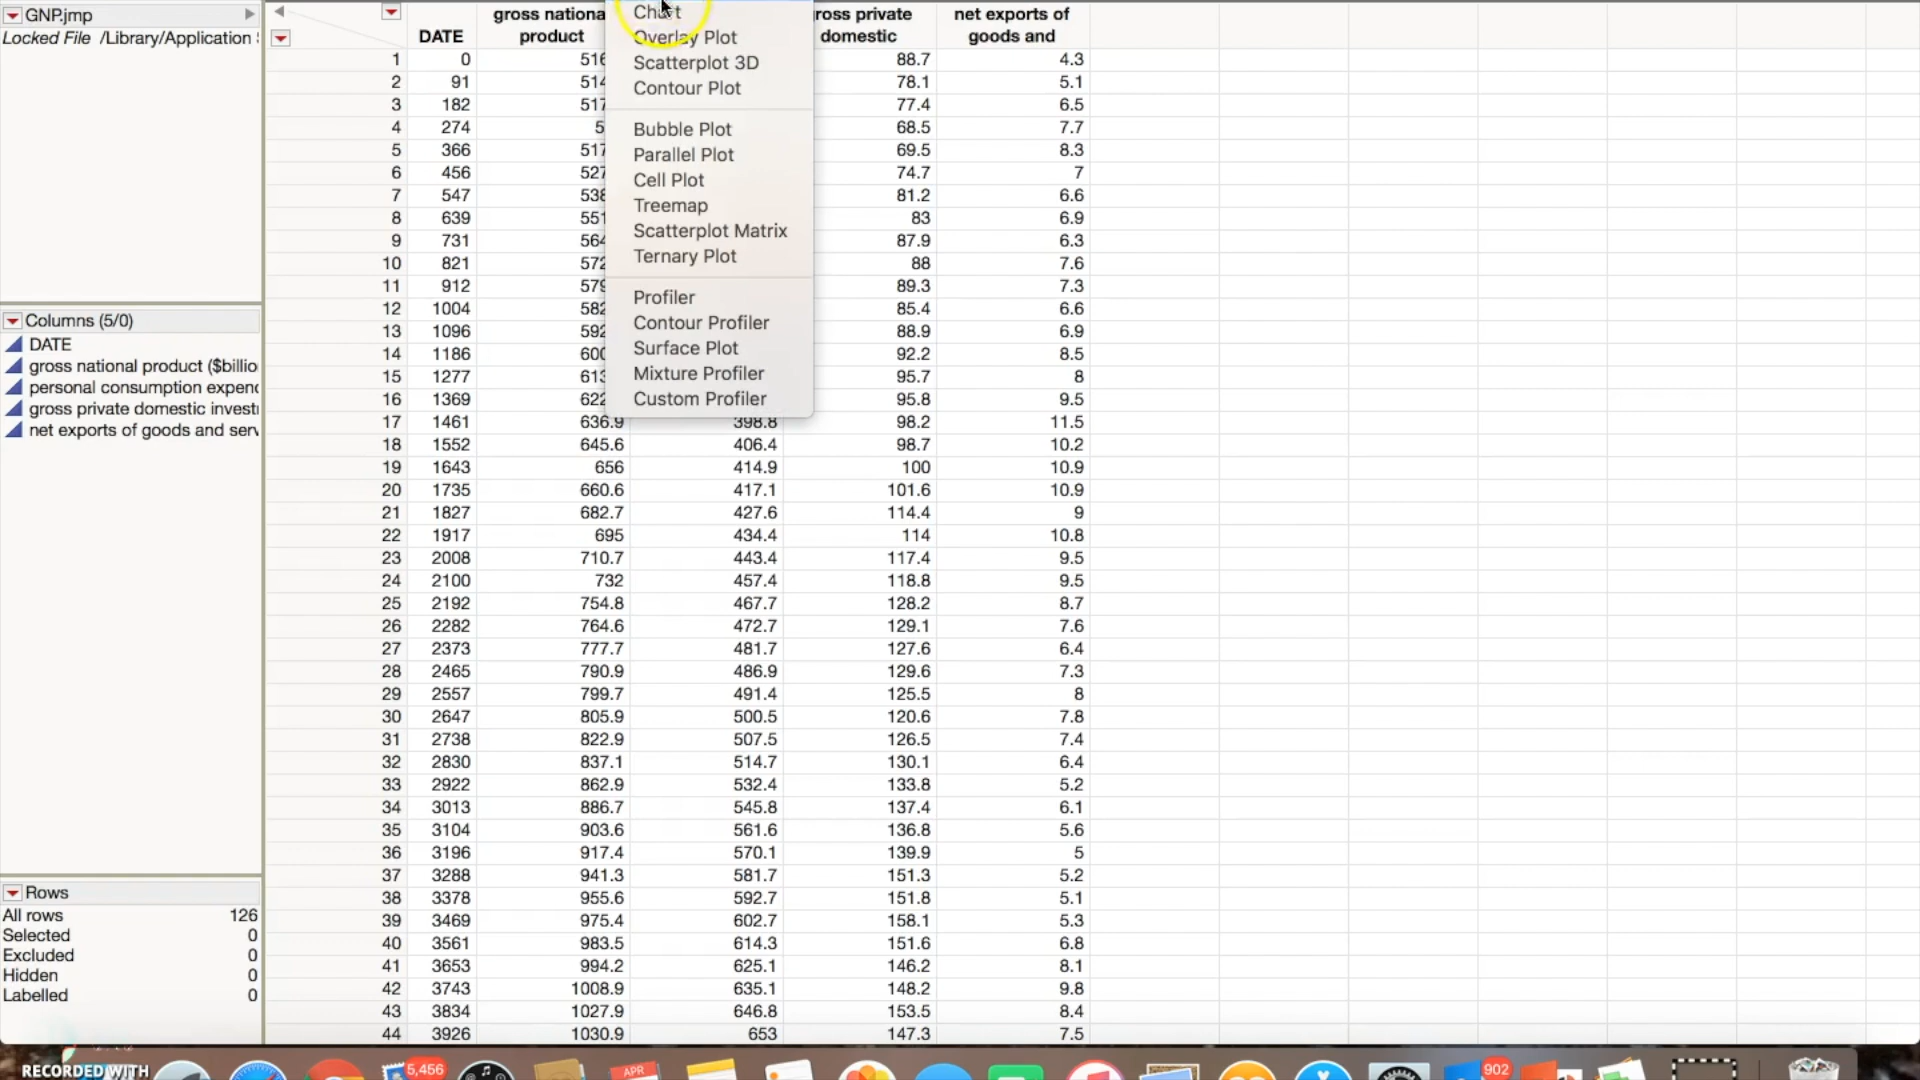 GNP.jmp
Locked File /Library/Application
Columns (5/0)
DATE
gross national product ($billio
personal consumption expen
gross private domestic invest
net exports of goods and serv
Rows
All rows 126
Selected 0
Excluded 0
Hidden 0
Labelled 0
DATE gross nationa product ross private domestic net exports of goods and
1 0 516 88.7 4.3
2 91 514 78.1 5.1
3 182 517 77.4 6.5
4 274 5 68.5 7.7
5 366 517 69.5 8.3
6 456 527 74.7 7
7 547 538 81.2 6.6
8 639 551 83 6.9
9 731 564 87.9 6.3
10 821 572 88 7.6
11 912 579 89.3 7.3
12 1004 582 85.4 6.6
13 1096 592 88.9 6.9
14 1186 600 92.2 8.5
15 1277 613 95.7 8
16 1369 622 95.8 9.5
17 1461 636.9 398.8 98.2 11.5
18 1552 645.6 406.4 98.7 10.2
19 1643 656 414.9 100 10.9
20 1735 660.6 417.1 101.6 10.9
21 1827 682.7 427.6 114.4 9
22 1917 695 434.4 114 10.8
23 2008 710.7 443.4 117.4 9.5
24 2100 732 457.4 118.8 9.5
25 2192 754.8 467.7 128.2 8.7
26 2282 764.6 472.7 129.1 7.6
27 2373 777.7 481.7 127.6 6.4
28 2465 790.9 486.9 129.6 7.3
29 2557 799.7 491.4 125.5 8
30 2647 805.9 500.5 120.6 7.8
31 2738 822.9 507.5 126.5 7.4
32 2830 837.1 514.7 130.1 6.4
33 2922 862.9 532.4 133.8 5.2
34 3013 886.7 545.8 137.4 6.1
35 3104 903.6 561.6 136.8 5.6
36 3196 917.4 570.1 139.9 5
37 3288 941.3 581.7 151.3 5.2
38 3378 955.6 592.7 151.8 5.1
39 3469 975.4 602.7 158.1 5.3
40 3561 983.5 614.3 151.6 6.8
41 3653 994.2 625.1 146.2 8.1
42 3743 1008.9 635.1 148.2 9.8
43 3834 1027.9 646.8 153.5 8.4
44 3926 1030.9 653 147.3 7.5
Chart
Overlay Plot
Scatterplot 3D
Contour Plot
Bubble Plot
Parallel Plot
Cell Plot
Treemap
Scatterplot Matrix
Ternary Plot
Profiler
Contour Profiler
Surface Plot
Mixture Profiler
Custom Profiler
RECORDED WITH
5,456
APR
902